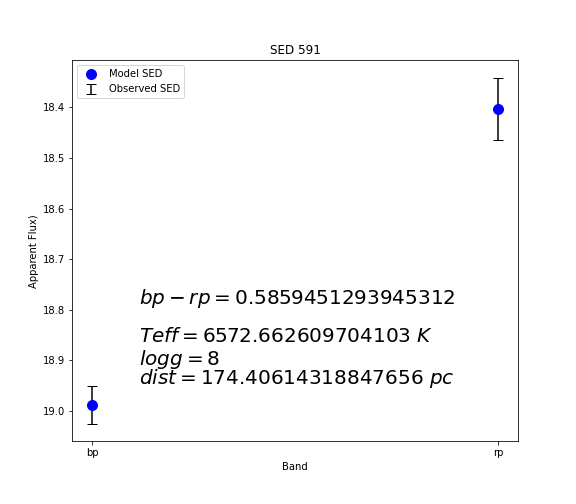 SED 591
Model SED
Observed SED
18.4
18.5
18.6
18.7
18.8
18.9
19.0
Apparent Flux)
bp − rp = 0.5859451293945312
Teff = 6572.662609704103 K
logg = 8
dist = 174.40614318847656 pc
bp
rp
Band